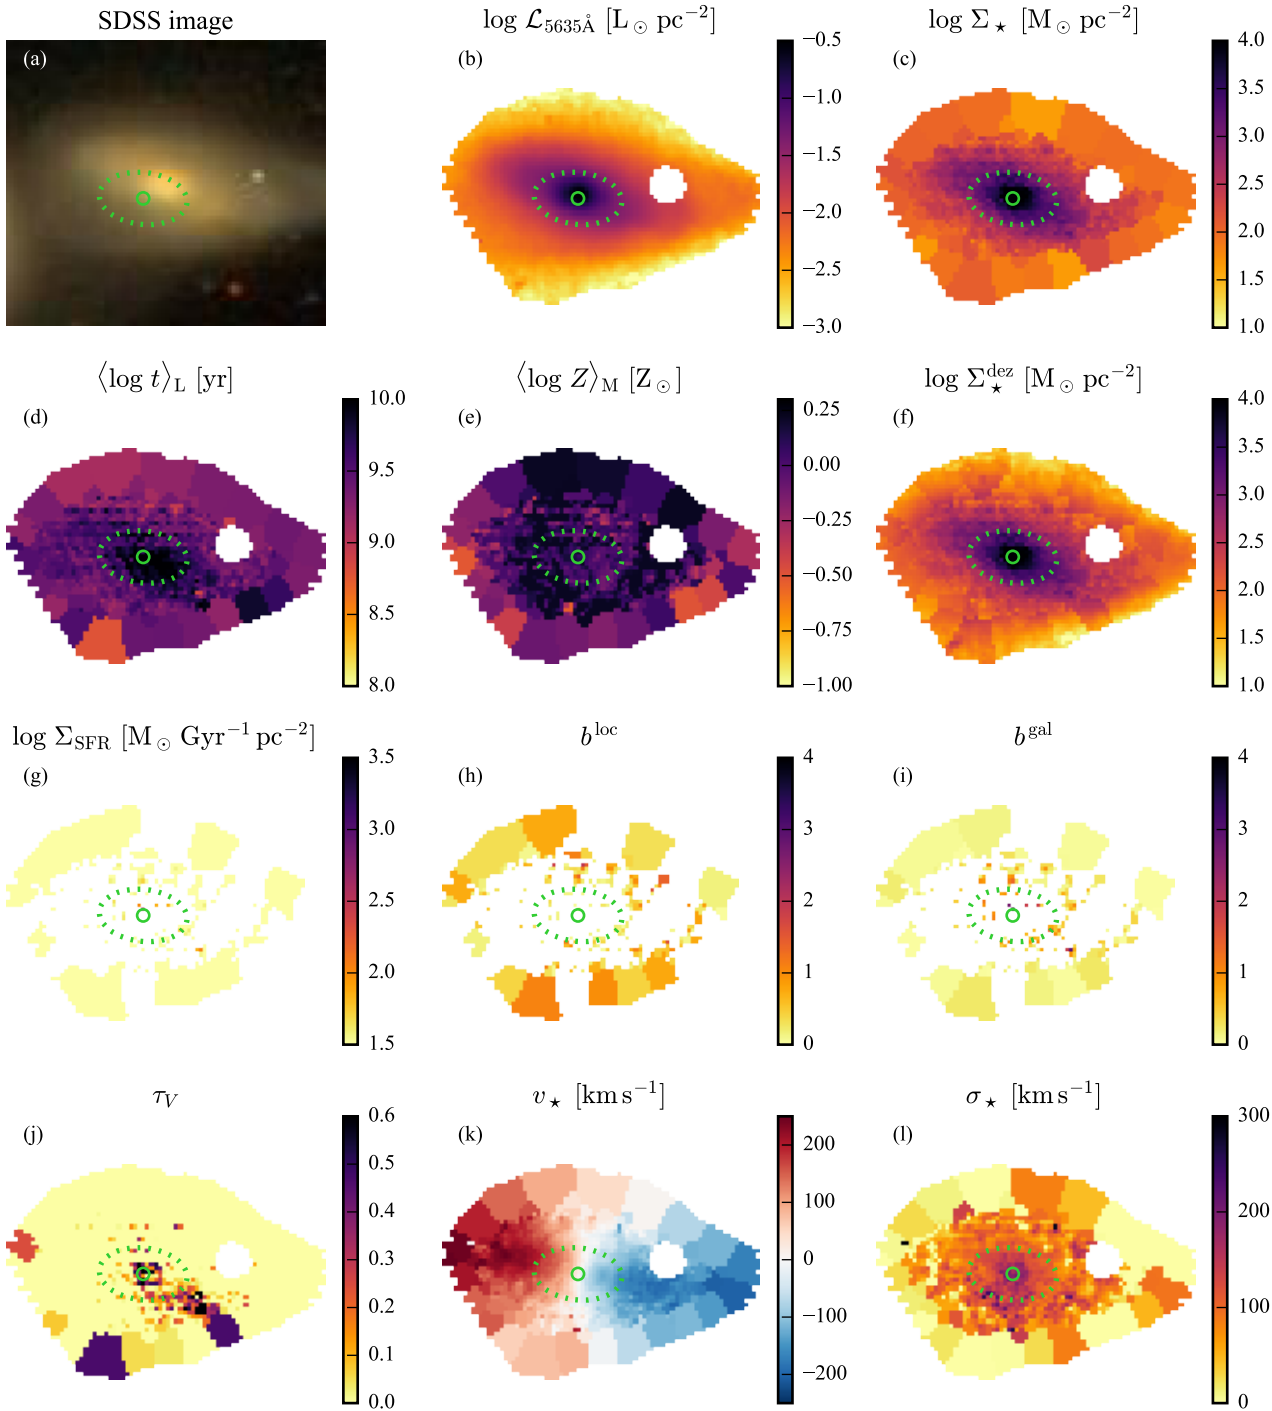 SDSS image
log ℒ₅₆₃₅Å [L⊙ pc⁻²]
log Σ⋆ [M⊙ pc⁻²]
(a)
(b)
−0.5
−1.0
−1.5
−2.0
−2.5
−3.0
(c)
4.0
3.5
3.0
2.5
2.0
1.5
1.0
⟨log t⟩L [yr]
⟨log Z⟩M [Z⊙]
log Σ⋆^dez [M⊙ pc⁻²]
(d)
10.0
9.5
9.0
8.5
8.0
(e)
0.25
0.00
−0.25
−0.50
−0.75
−1.00
(f)
4.0
3.5
3.0
2.5
2.0
1.5
1.0
log ΣSFR [M⊙ Gyr⁻¹ pc⁻²]
b^loc
b^gal
(g)
3.5
3.0
2.5
2.0
1.5
(h)
4
3
2
1
0
(i)
4
3
2
1
0
τV
v⋆ [km s⁻¹]
σ⋆ [km s⁻¹]
(j)
0.6
0.5
0.4
0.3
0.2
0.1
0.0
(k)
200
100
0
−100
−200
(l)
300
200
100
0